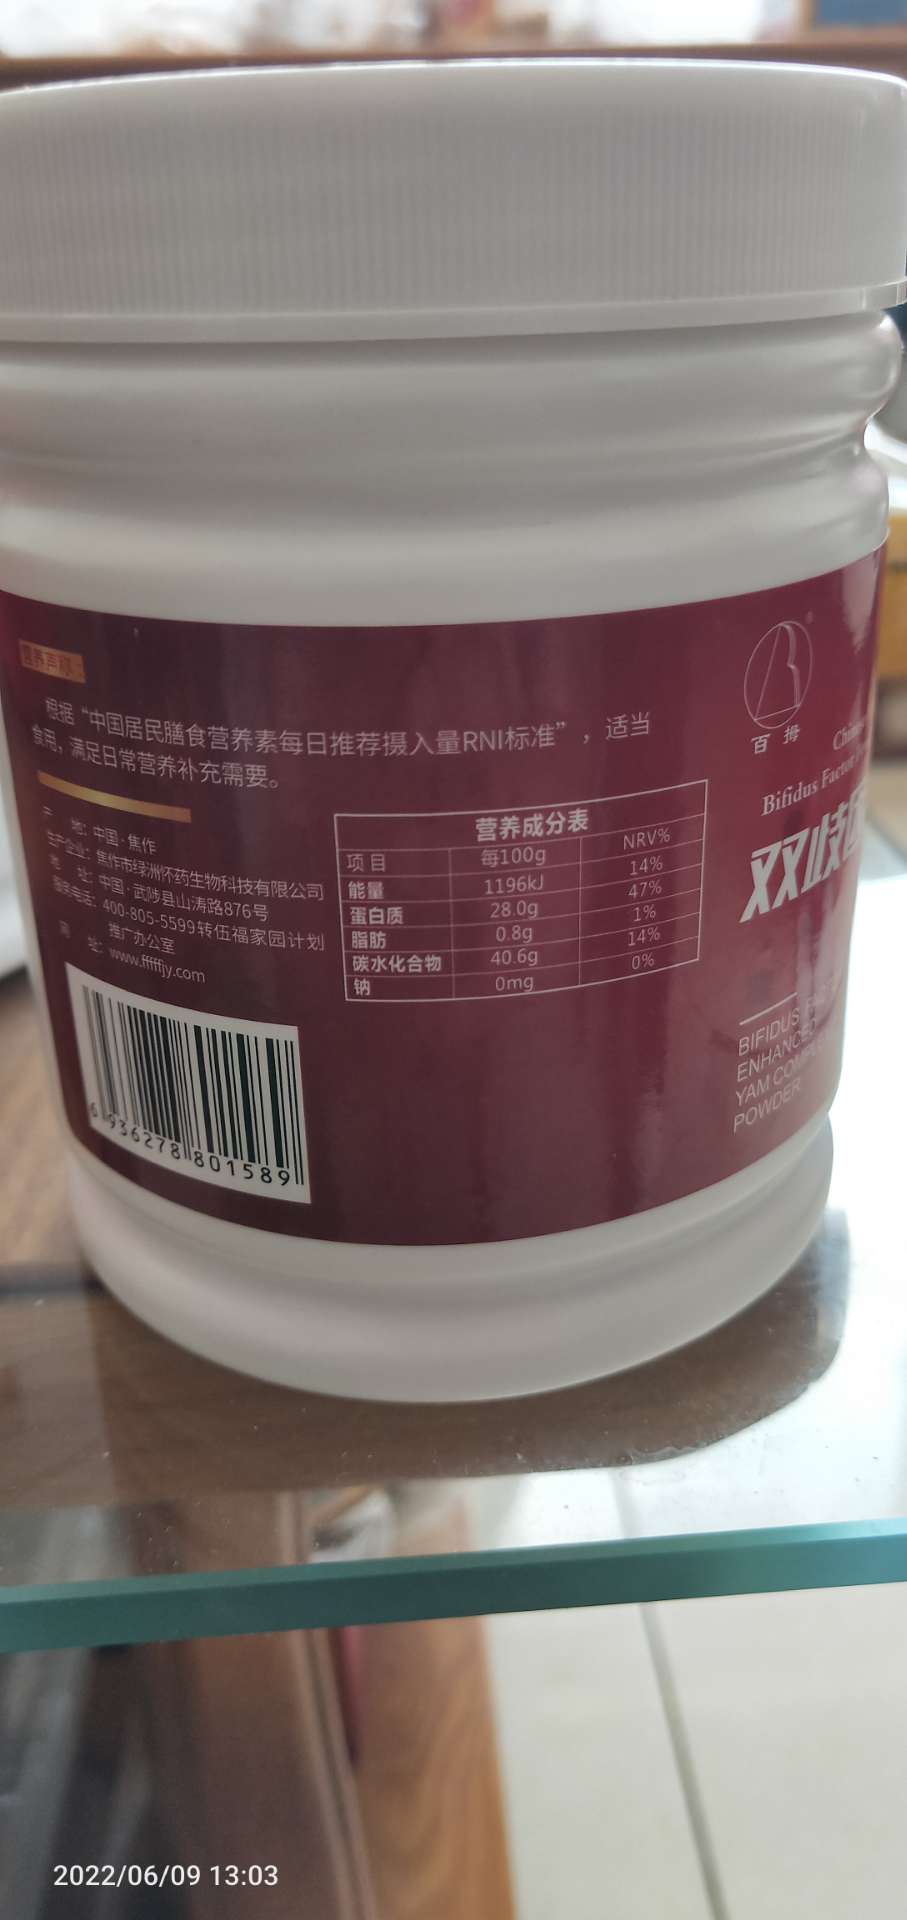 营养声称：
根据“中国居民膳食营养素每日推荐摄入量RNI标准”，适当
食用，满足日常营养补充需要。
产 地：中国·焦作
生产企业：焦作市绿洲怀药生物科技有限公司
地 址：中国·武陟县山涛路876号
服务电话：400-805-5599转伍福家园计划
推广办公室
网 址：www.fffffjy.com
6 936278 801589
营养成分表
项目 每100g NRV%
能量 1196kJ 14%
蛋白质 28.0g 47%
脂肪 0.8g 1%
碳水化合物 40.6g 14%
钠 0mg 0%
百拇
Bifidus Factor
双歧因
BIFIDUS
ENHANCED
YAM
POWDER
2022/06/09 13:03